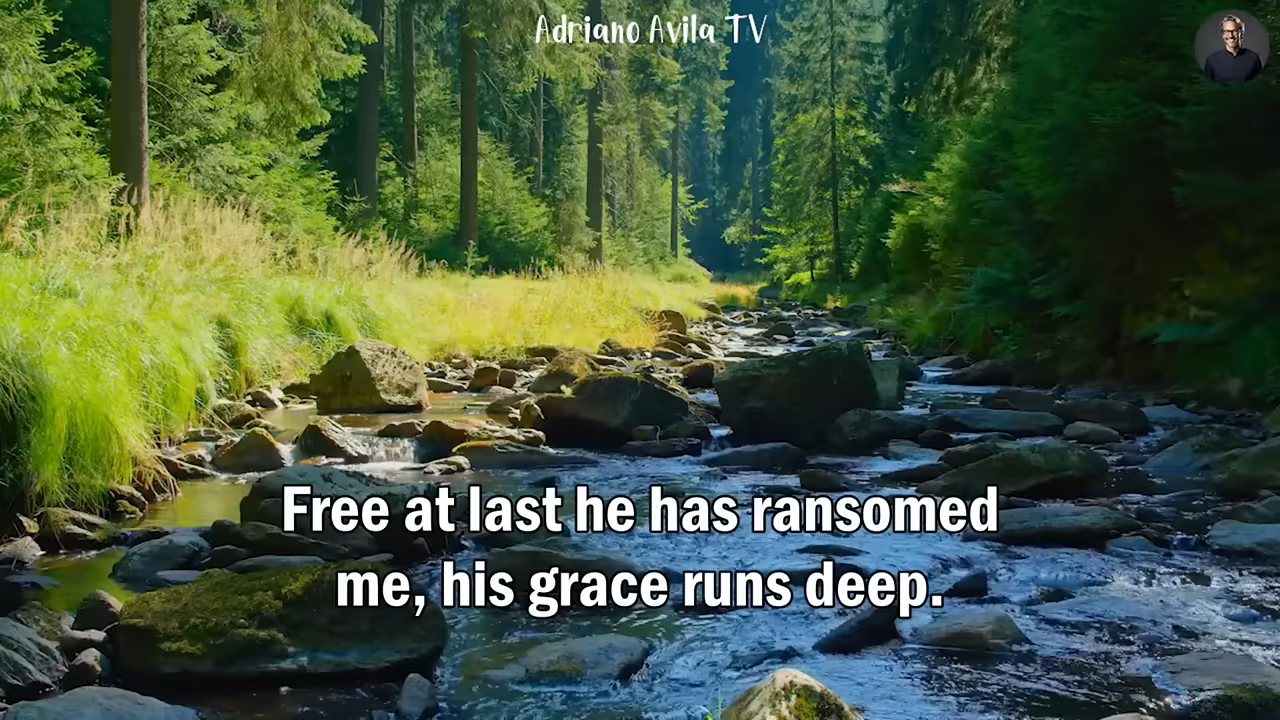 Adriano Avila TV
Free at last he has ransomed
me, his grace runs deep.